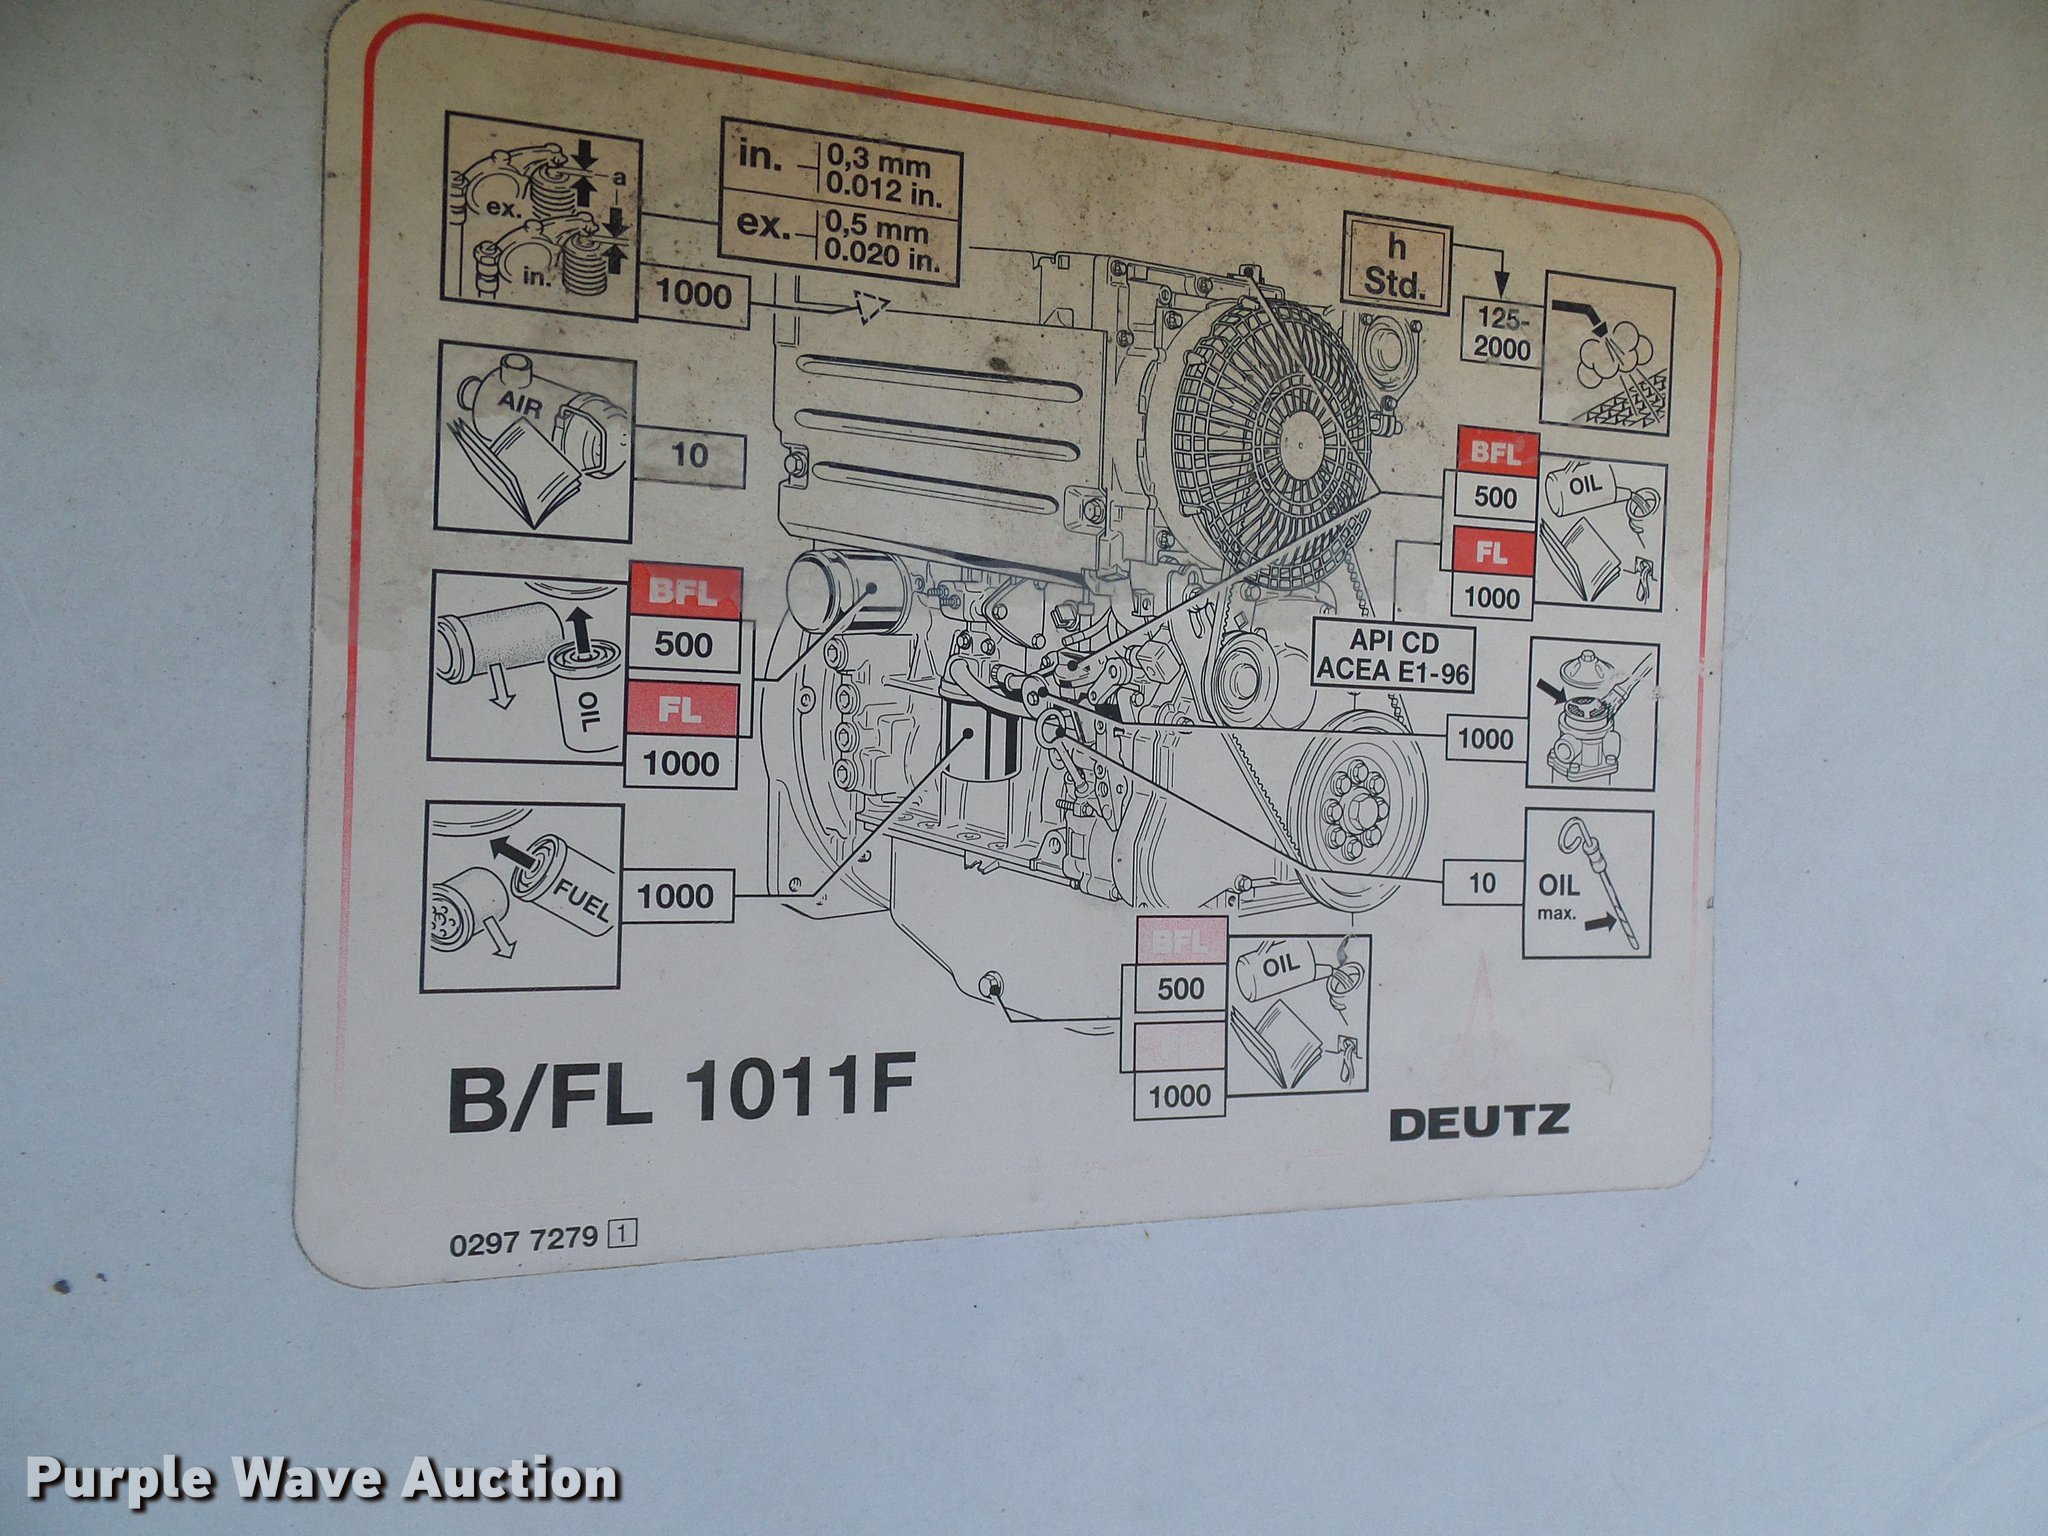 ex.
in.
a
in. 0,3 mm
0.012 in.
ex. 0,5 mm
0.020 in.
1000
h
Std.
125-
2000
AIR
10
BFL
500
FL
1000
OIL
BFL
500
FL
1000
OIL
API CD
ACEA E1-96
1000
FUEL
1000
10
OIL
max.
BFL
500
1000
OIL
B/FL 1011F
DEUTZ
0297 7279 1
Purple Wave Auction